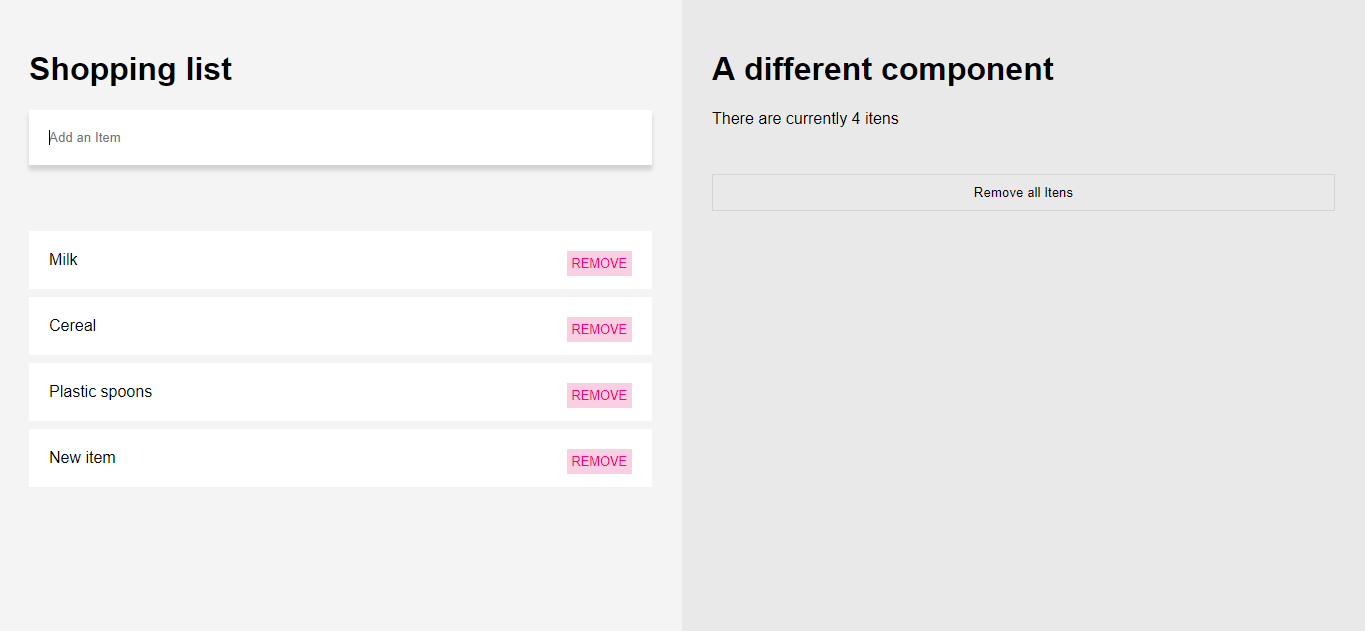 Shopping list
Add an Item
Milk
REMOVE
Cereal
REMOVE
Plastic spoons
REMOVE
New item
REMOVE
A different component
There are currently 4 itens
Remove all Itens